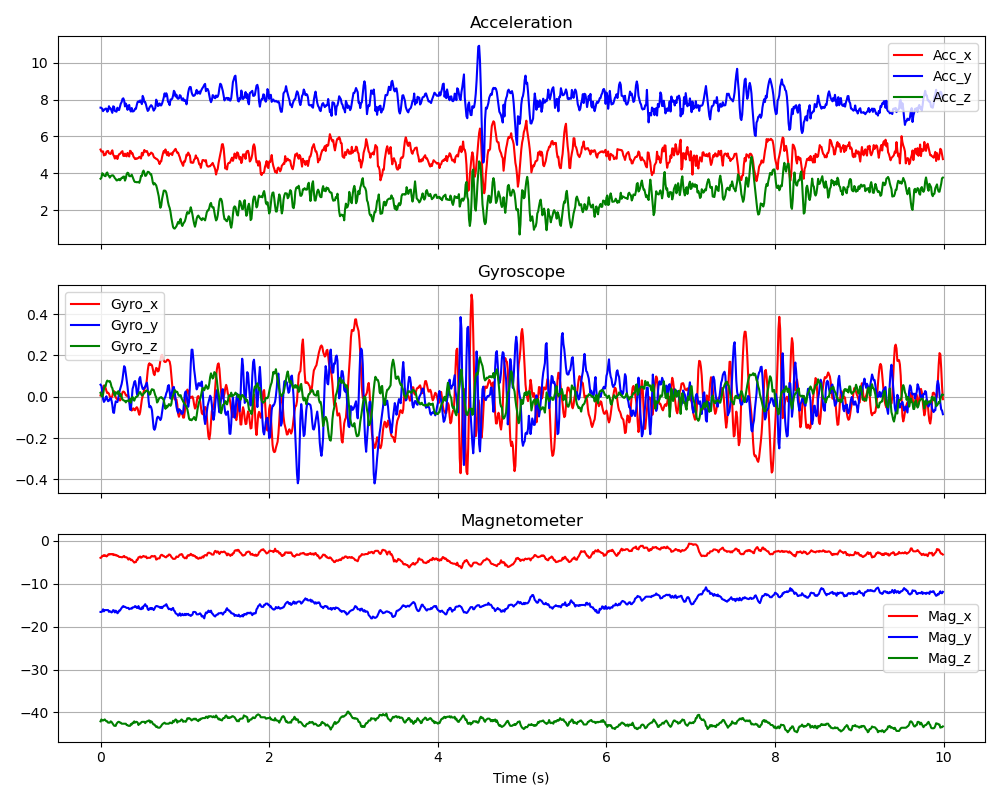 Acceleration
10
8
6
4
2
Acc_x
Acc_y
Acc_z
Gyroscope
0.4
0.2
0.0
−0.2
−0.4
Gyro_x
Gyro_y
Gyro_z
Magnetometer
0
−10
−20
−30
−40
Mag_x
Mag_y
Mag_z
0 2 4 6 8 10
Time (s)